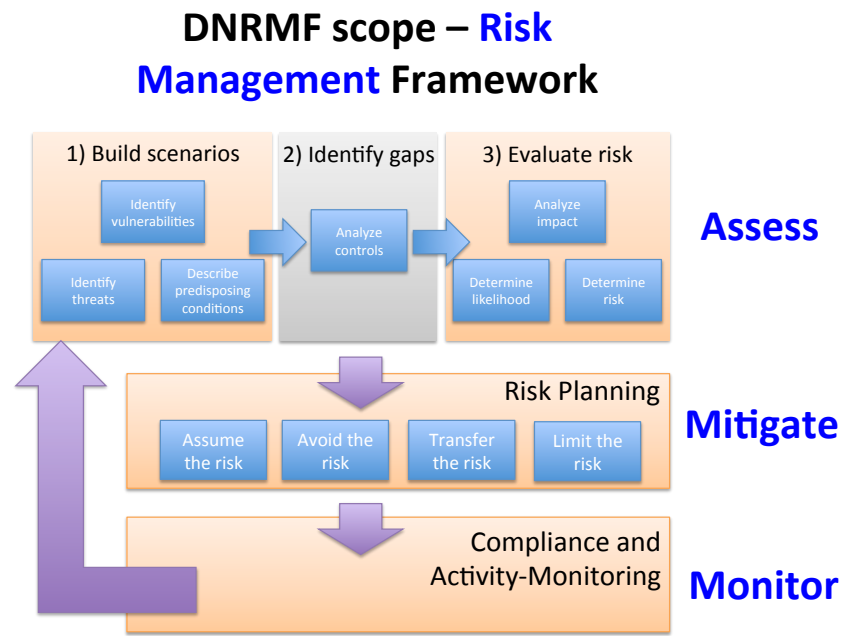 DNRMF scope – Risk
Management Framework
1) Build scenarios
Identify
vulnerabilities
Identify
threats
Describe
predisposing
conditions
2) Identify gaps
Analyze
controls
3) Evaluate risk
Analyze
impact
Determine
likelihood
Determine
risk
Assess
Risk Planning
Assume
the risk
Avoid the
risk
Transfer
the risk
Limit the
risk
Mitigate
Compliance and
Activity-Monitoring
Monitor